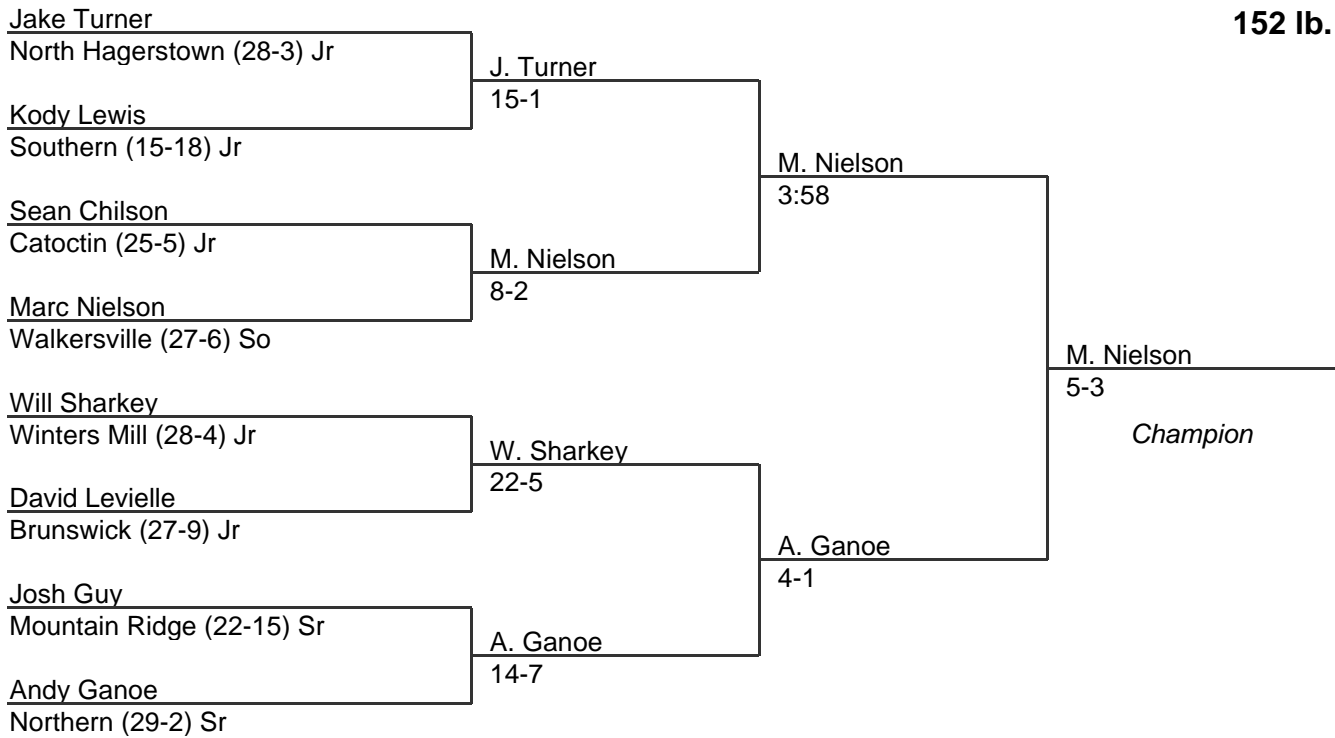 152 lb.
Jake Turner
North Hagerstown (28-3) Jr
J. Turner
15-1
Kody Lewis
Southern (15-18) Jr
M. Nielson
3:58
Sean Chilson
Catoctin (25-5) Jr
M. Nielson
8-2
Marc Nielson
Walkersville (27-6) So
M. Nielson
5-3
Champion
Will Sharkey
Winters Mill (28-4) Jr
W. Sharkey
22-5
David Levielle
Brunswick (27-9) Jr
A. Ganoe
4-1
Josh Guy
Mountain Ridge (22-15) Sr
A. Ganoe
14-7
Andy Ganoe
Northern (29-2) Sr